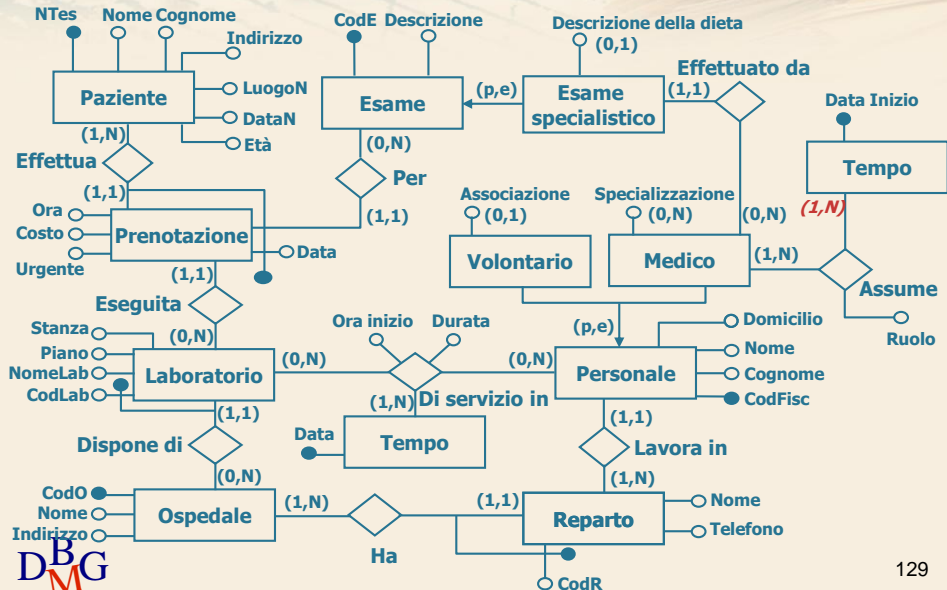 NTes Nome Cognome CodE Descrizione Descrizione della dieta
(0,1)
Indirizzo
Effettuato da
Paziente
LuogoN
DataN
Età
Esame
(p,e)
Esame
specialistico
(1,1)
Data Inizio
Tempo
(1,N)
Effettua
(1,1)
(0,N)
Per
(1,1)
Associazione
(0,1)
Specializzazione
(0,N)
(0,N)
(1,N)
Ora
Costo
Urgente
Prenotazione
Data
Volontario
Medico
(1,N)
Assume
Ruolo
(1,1)
Eseguita
(0,N)
Ora inizio Durata
(p,e)
Domicilio
Nome
Cognome
CodFisc
Stanza
Piano
NomeLab
CodLab
Laboratorio
(0,N)
(0,N)
Personale
(1,1)
(1,N)
Di servizio in
(1,1)
Dispone di
Data
Tempo
Lavora in
(0,N)
(1,N)
CodO
Nome
Indirizzo
Ospedale
(1,N)
Ha
(1,1)
Reparto
Nome
Telefono
CodR
DBMG
129